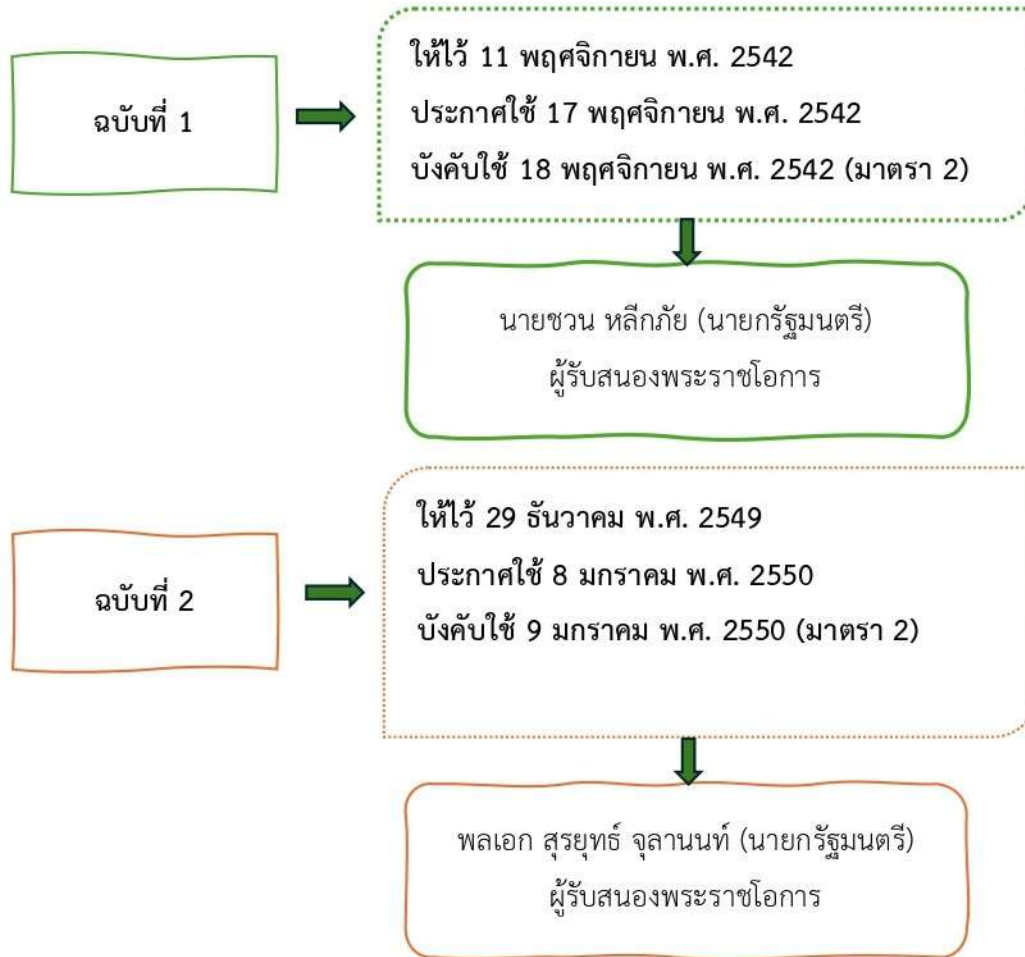 ฉบับที่ 1
ให้ไว้ 11 พฤศจิกายน พ.ศ. 2542
ประกาศใช้ 17 พฤศจิกายน พ.ศ. 2542
บังคับใช้ 18 พฤศจิกายน พ.ศ. 2542 (มาตรา 2)
นายชวน หลีกภัย (นายกรัฐมนตรี)
ผู้รับสนองพระราชโอการ
ฉบับที่ 2
ให้ไว้ 29 ธันวาคม พ.ศ. 2549
ประกาศใช้ 8 มกราคม พ.ศ. 2550
บังคับใช้ 9 มกราคม พ.ศ. 2550 (มาตรา 2)
พลเอก สุรยุทธ์ จุลานนท์ (นายกรัฐมนตรี)
ผู้รับสนองพระราชโอการ